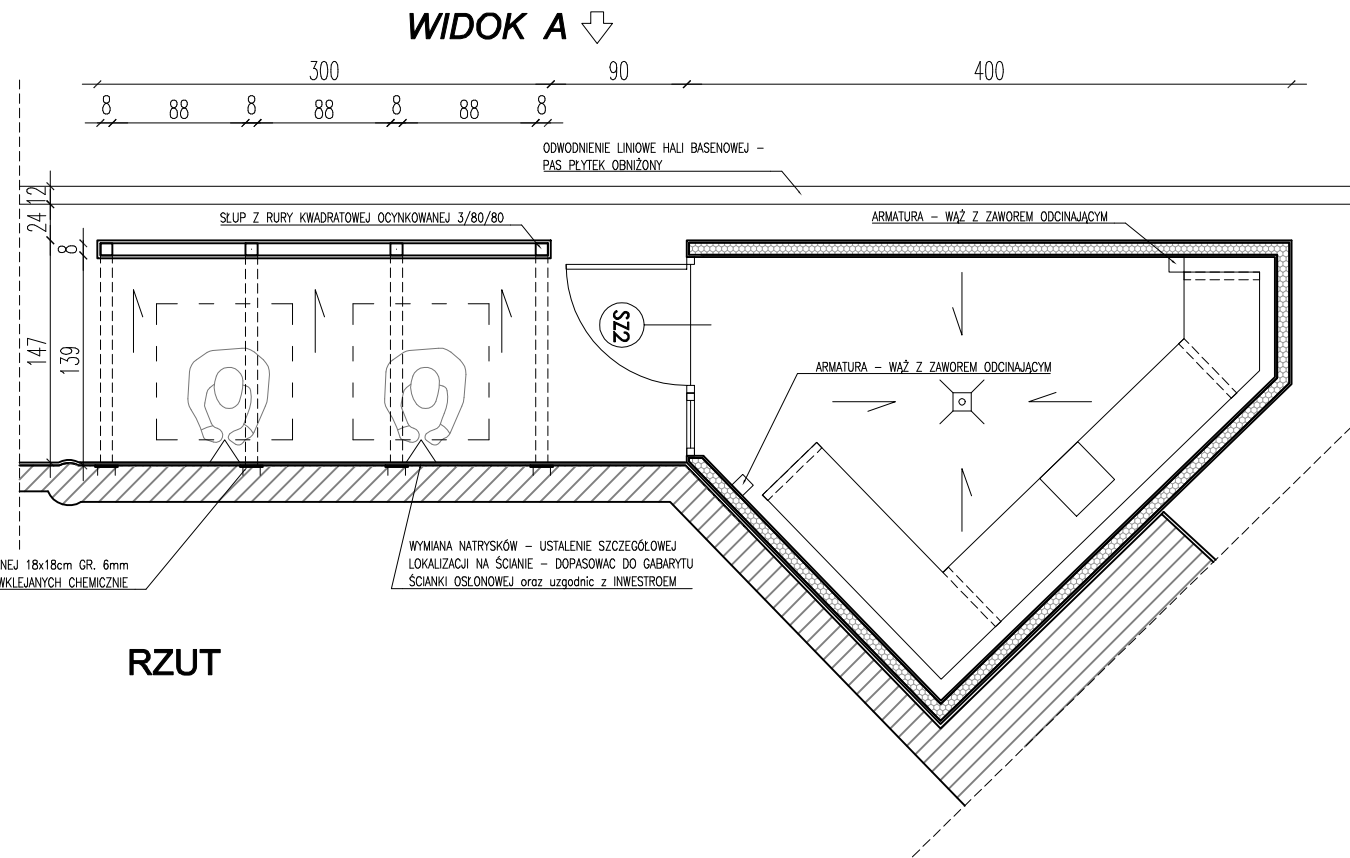 WIDOK A
300
90
400
8
88
8
88
8
88
8
ODWODNIENIE LINIOWE HALI BASENOWEJ –
PAS PŁYTEK OBNIŻONY
12
24
SŁUP Z RURY KWADRATOWEJ OCYNKOWANEJ 3/80/80
ARMATURA – WĄŻ Z ZAWOREM ODCINAJĄCYM
8
147
139
SZ2
ARMATURA – WĄŻ Z ZAWOREM ODCINAJĄCYM
NEJ 18x18cm GR. 6mm
WKLEJANYCH CHEMICZNIE
WYMIANA NATRYSKÓW – USTALENIE SZCZEGÓŁOWEJ
LOKALIZACJI NA ŚCIANIE – DOPASOWAC DO GABARYTU
ŚCIANKI OSŁONOWEJ oraz uzgodnic z INWESTROEM
RZUT